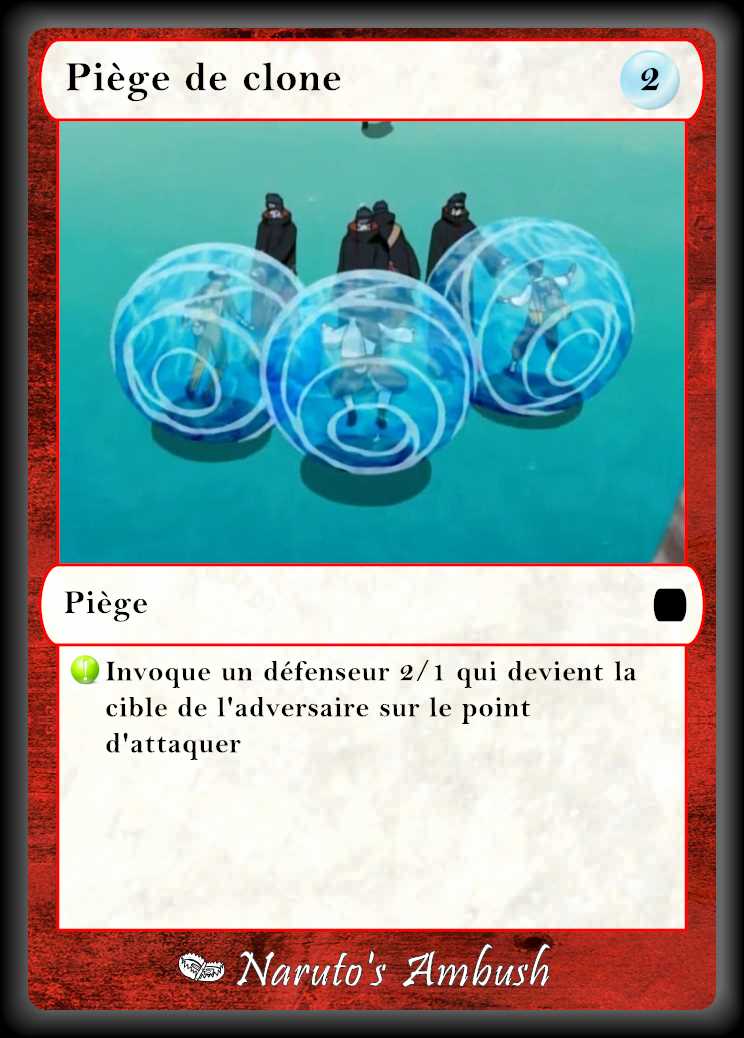 Piège de clone
2
Piège
Invoque un défenseur 2/1 qui devient la
cible de l'adversaire sur le point
d'attaquer
Naruto's Ambush